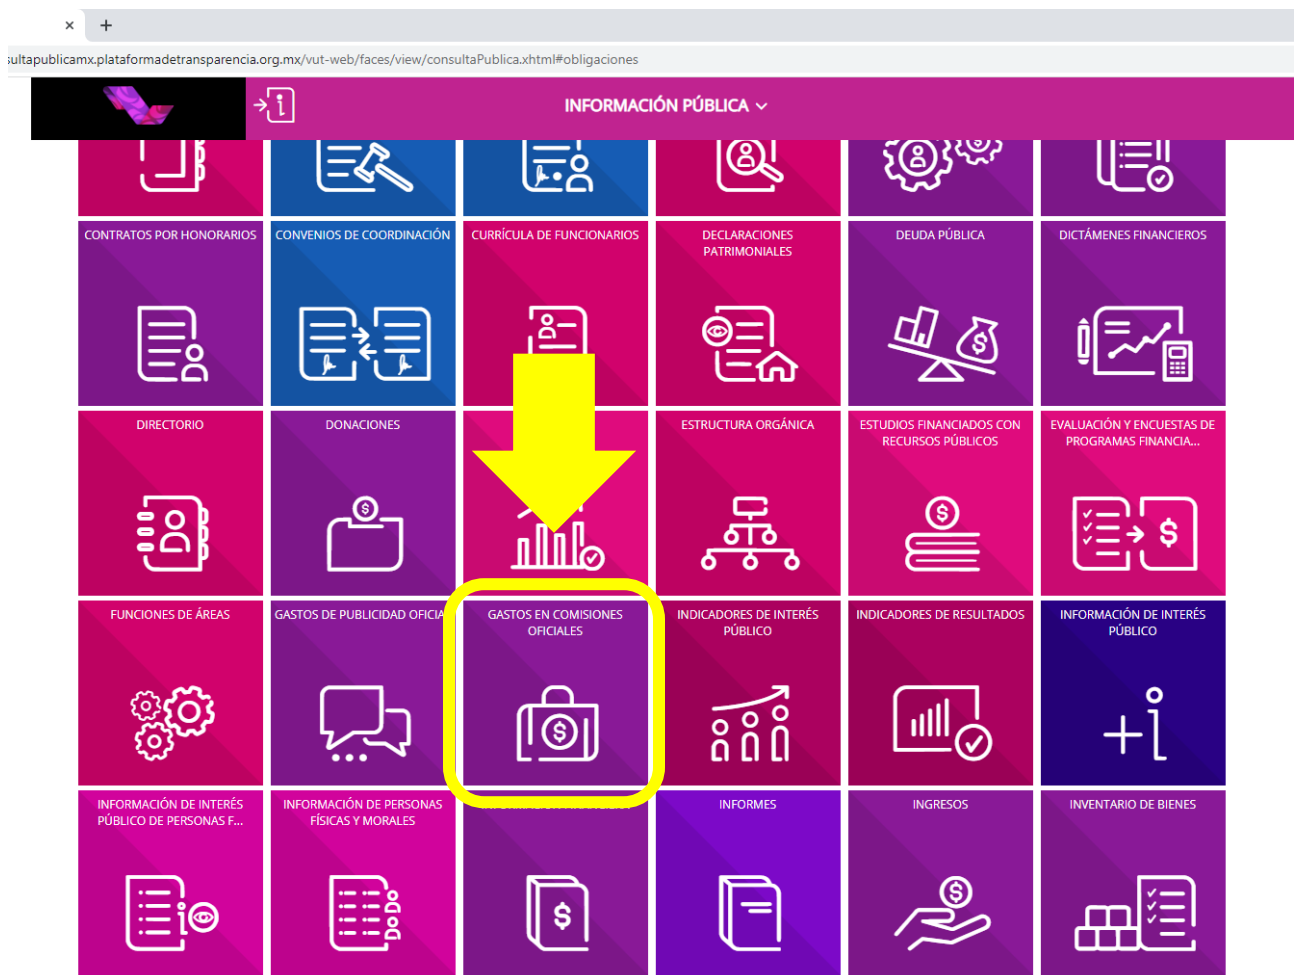 × +
sultapublicamx.plataformadetransparencia.org.mx/vut-web/faces/view/consultaPublica.xhtml#obligaciones
INFORMACIÓN PÚBLICA
CONTRATOS POR HONORARIOS
CONVENIOS DE COORDINACIÓN
CURRÍCULA DE FUNCIONARIOS
DECLARACIONES
PATRIMONIALES
DEUDA PÚBLICA
DICTÁMENES FINANCIEROS
DIRECTORIO
DONACIONES
ESTRUCTURA ORGÁNICA
ESTUDIOS FINANCIADOS CON
RECURSOS PÚBLICOS
EVALUACIÓN Y ENCUESTAS DE
PROGRAMAS FINANCIA...
FUNCIONES DE ÁREAS
GASTOS DE PUBLICIDAD OFICIA
GASTOS EN COMISIONES
OFICIALES
INDICADORES DE INTERÉS
PÚBLICO
INDICADORES DE RESULTADOS
INFORMACIÓN DE INTERÉS
PÚBLICO
INFORMACIÓN DE INTERÉS
PÚBLICO DE PERSONAS F...
INFORMACIÓN DE PERSONAS
FÍSICAS Y MORALES
INFORMES
INGRESOS
INVENTARIO DE BIENES